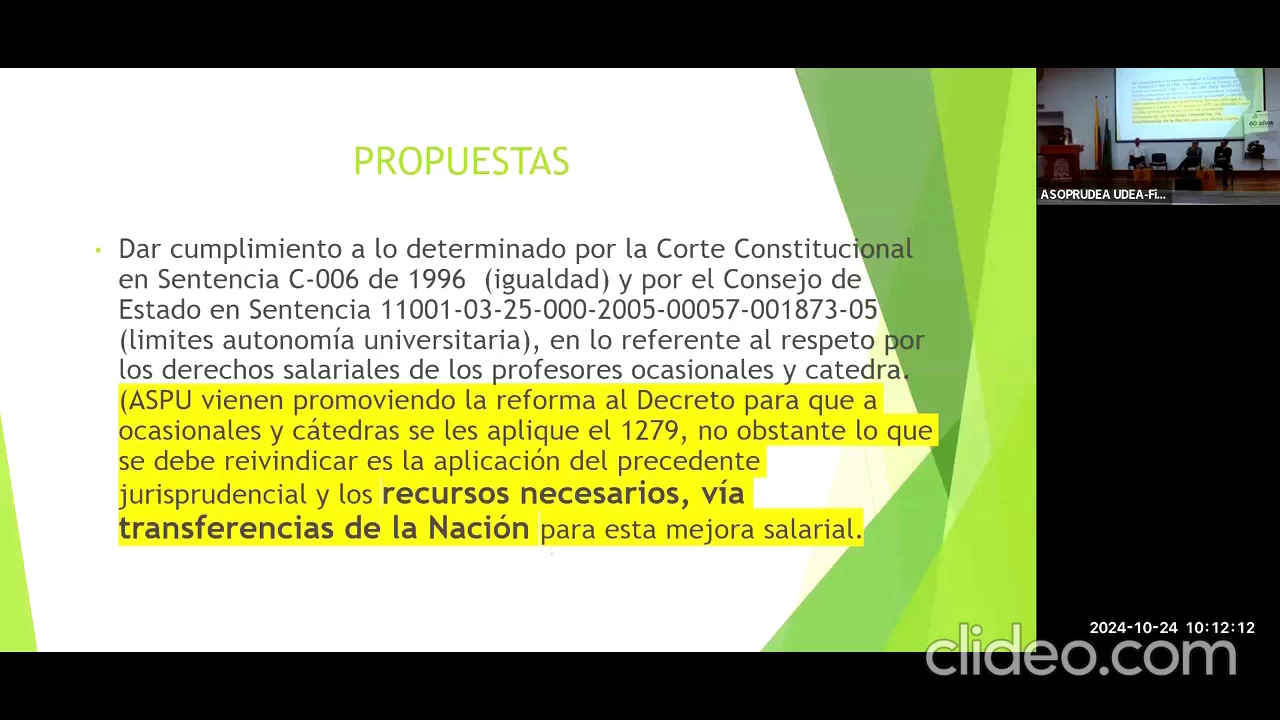 PROPUESTAS
• Dar cumplimiento a lo determinado por la Corte Constitucional
en Sentencia C-006 de 1996 (igualdad) y por el Consejo de
Estado en Sentencia 11001-03-25-000-2005-00057-001873-05
(limites autonomía universitaria), en lo referente al respeto por
los derechos salariales de los profesores ocasionales y catedra.
(ASPU vienen promoviendo la reforma al Decreto para que a
ocasionales y cátedras se les aplique el 1279, no obstante lo que
se debe reivindicar es la aplicación del precedente
jurisprudencial y los recursos necesarios, vía
transferencias de la Nación para esta mejora salarial.
60 años
ASOPRUDEA UDEA-Fi...
2024-10-24 10:12:12
clideo.com